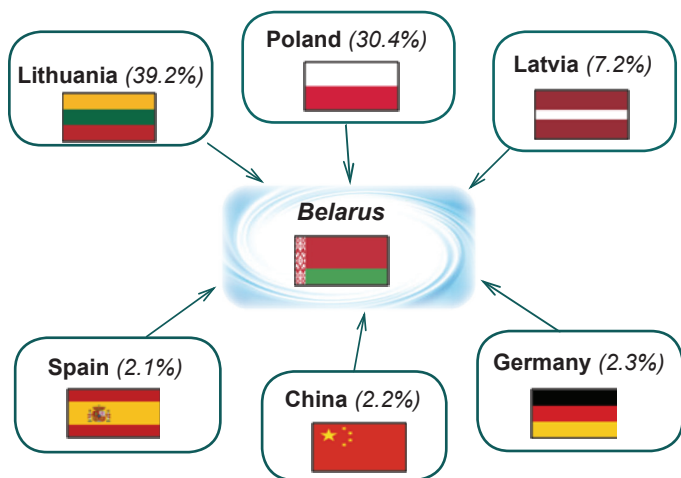 Poland (30.4%)
Lithuania (39.2%)
Latvia (7.2%)
Belarus
Spain (2.1%)
China (2.2%)
Germany (2.3%)